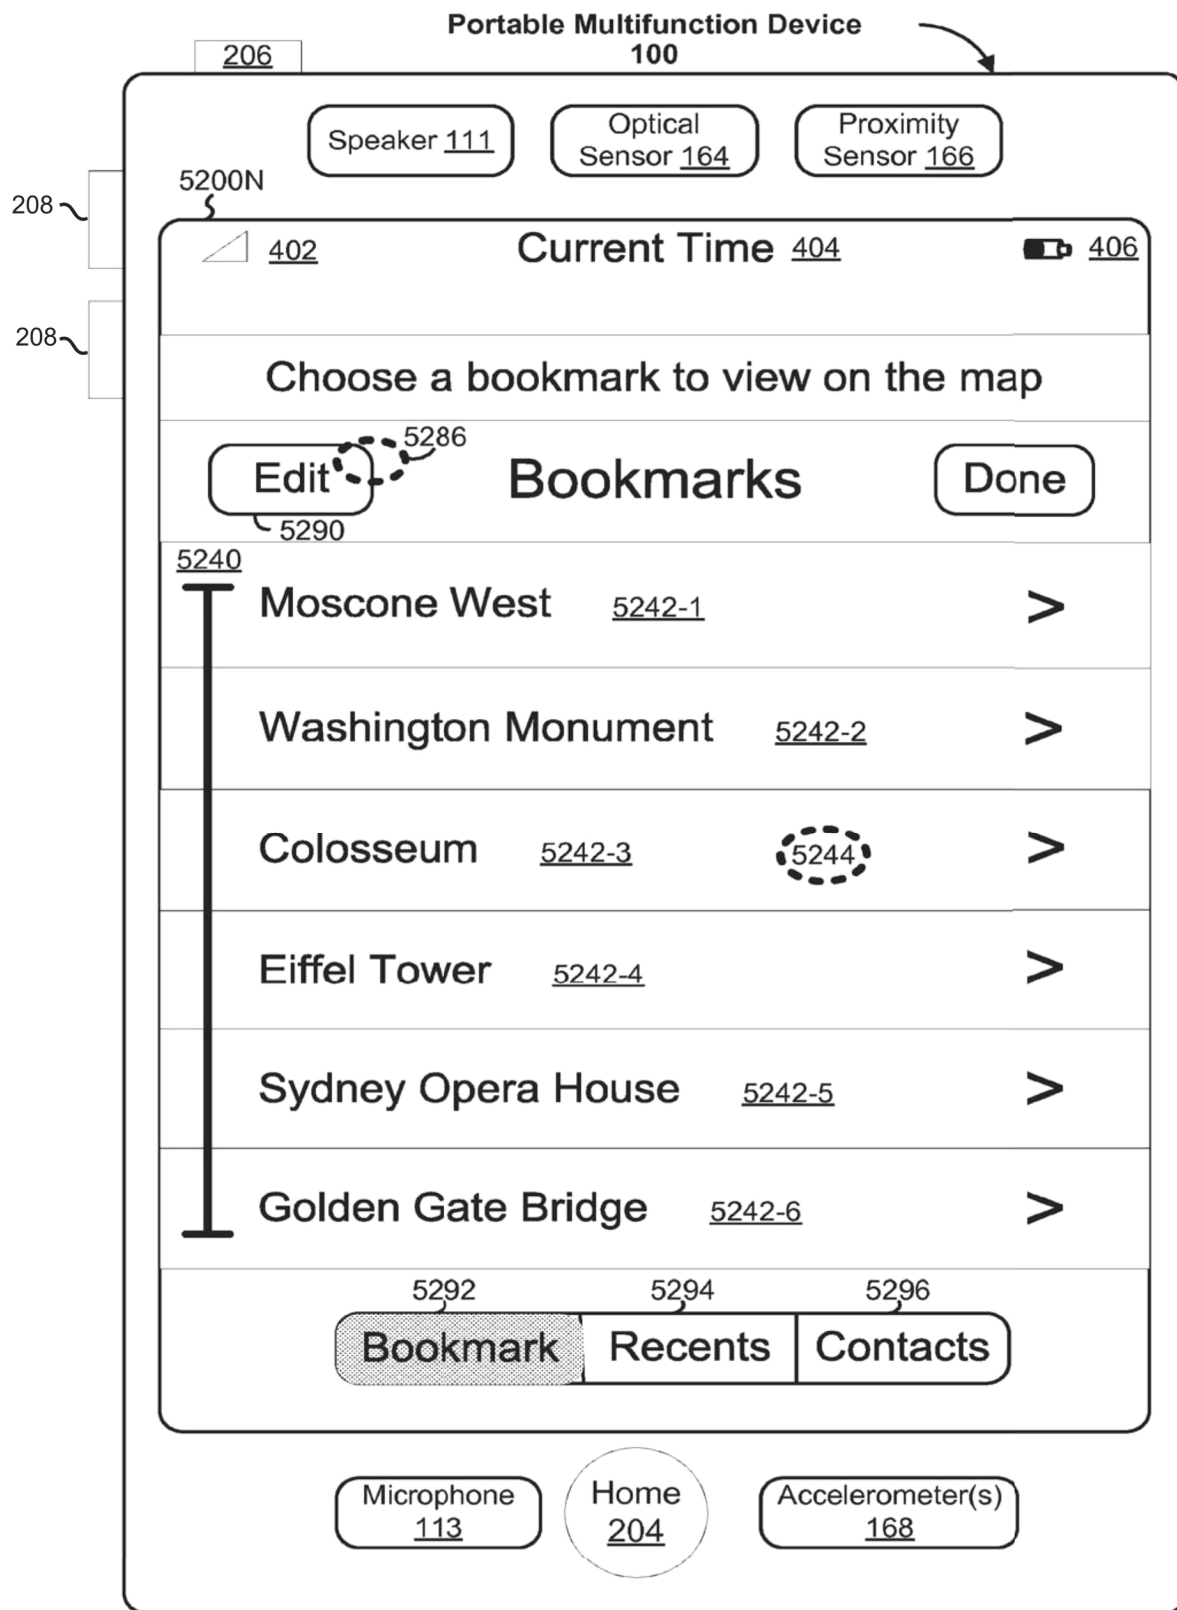 Portable Multifunction Device
100
206
Speaker 111
Optical
Sensor 164
Proximity
Sensor 166
5200N
208
402
Current Time 404
406
208
Choose a bookmark to view on the map
5286
Edit
Bookmarks
Done
5290
5240
Moscone West 5242-1 >
Washington Monument 5242-2 >
Colosseum 5242-3 5244 >
Eiffel Tower 5242-4 >
Sydney Opera House 5242-5 >
Golden Gate Bridge 5242-6 >
5292 5294 5296
Bookmark Recents Contacts
Microphone
113
Home
204
Accelerometer(s)
168